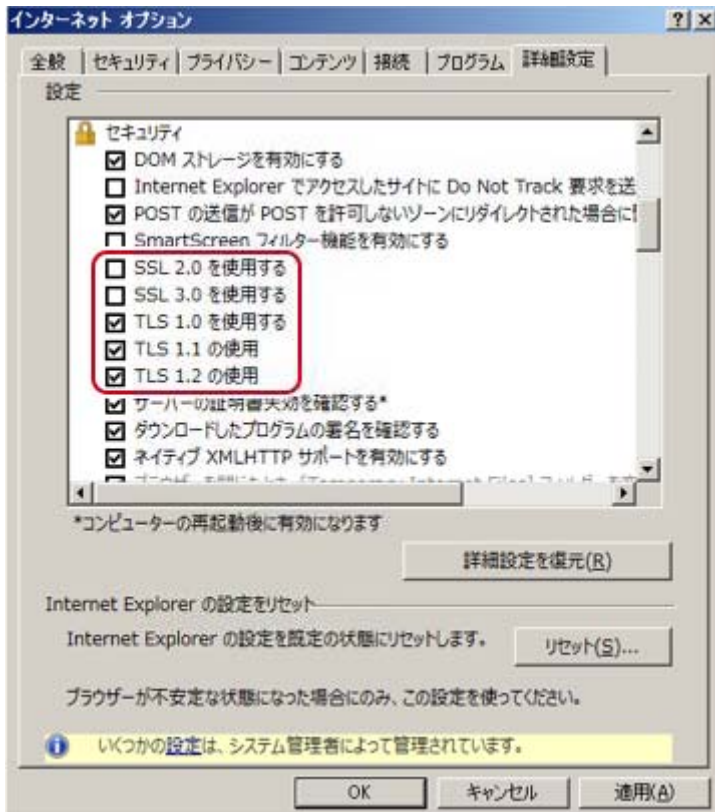 インターネット オプション
全般 セキュリティ プライバシー コンテンツ 接続 プログラム 詳細設定
設定
セキュリティ
DOM ストレージを有効にする
Internet Explorer でアクセスしたサイトに Do Not Track 要求を送
POST の送信が POST を許可しないゾーンにリダイレクトされた場合に
SmartScreen フィルター機能を有効にする
SSL 2.0 を使用する
SSL 3.0 を使用する
TLS 1.0 を使用する
TLS 1.1 の使用
TLS 1.2 の使用
サーバーの証明書失効を確認する*
ダウンロードしたプログラムの署名を確認する
ネイティブ XMLHTTP サポートを有効にする
*コンピューターの再起動後に有効になります
詳細設定を復元(R)
Internet Explorer の設定をリセット
Internet Explorer の設定を既定の状態にリセットします。
リセット(S)...
ブラウザーが不安定な状態になった場合にのみ、この設定を使ってください。
いくつかの設定は、システム管理者によって管理されています。
OK キャンセル 適用(A)